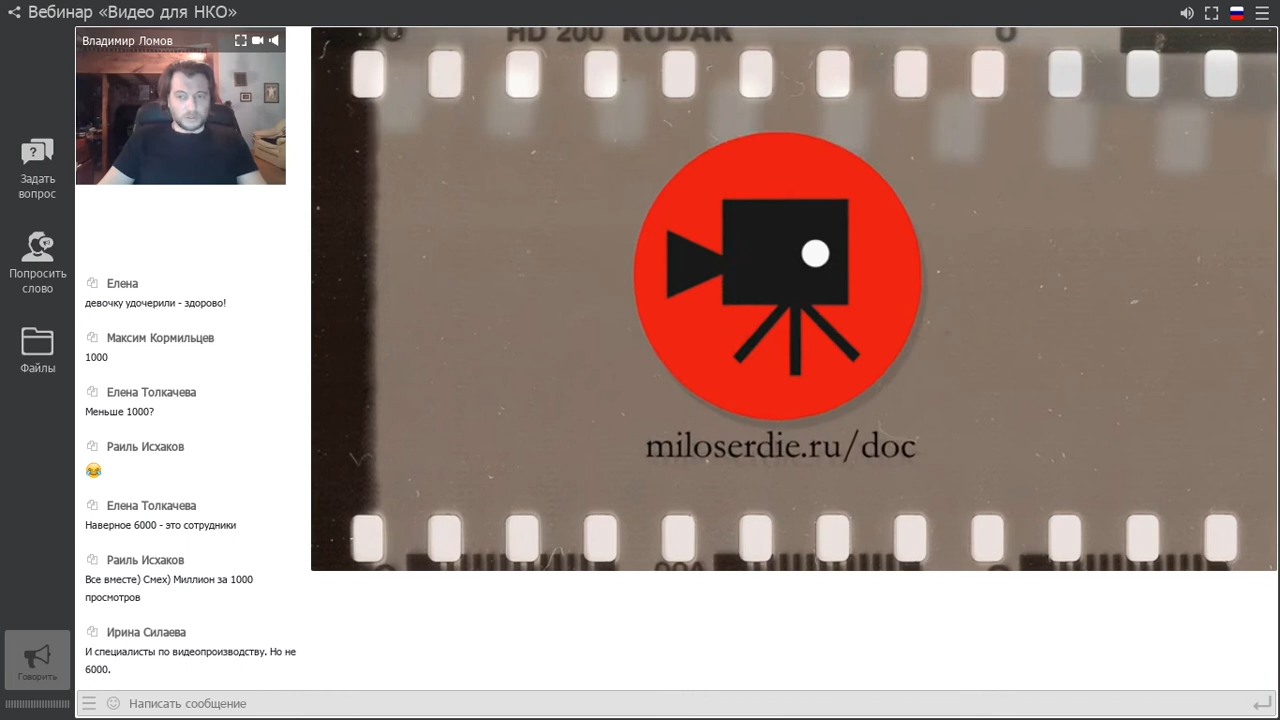 Вебинар «Видео для НКО»
Владимир Ломов
Задать
вопрос
Попросить
слово
Файлы
Говорить
Елена
девочку удочерили - здорово!
Максим Кормильцев
1000
Елена Толкачева
Меньше 1000?
Раиль Исхаков
😂
Елена Толкачева
Наверное 6000 - это сотрудники
Раиль Исхаков
Все вместе) Смех) Миллион за 1000
просмотров
Ирина Силаева
И специалисты по видеопроизводству. Но не
6000.
Написать сообщение
HD 200 KODAK
miloserdie.ru/doc